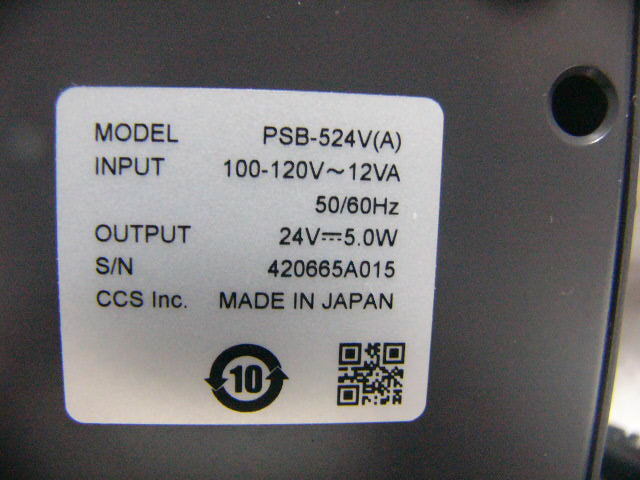 MODEL PSB-524V(A)
INPUT 100-120V～12VA
50/60Hz
OUTPUT 24V⎓5.0W
S/N 420665A015
CCS Inc. MADE IN JAPAN
10